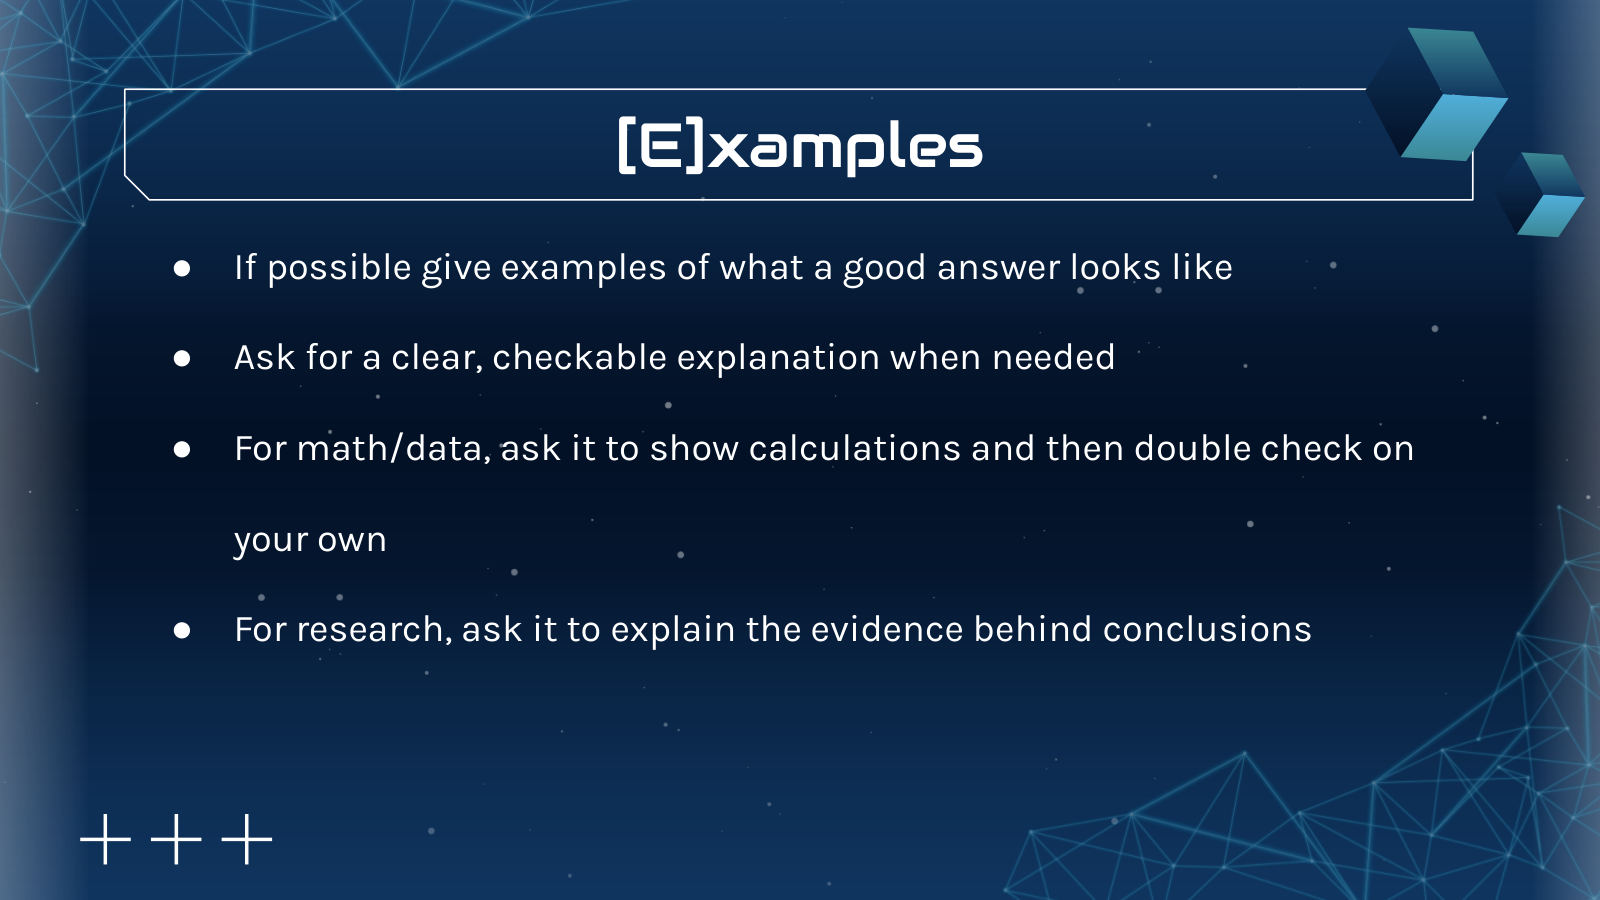 [E]xamples
● If possible give examples of what a good answer looks like
● Ask for a clear, checkable explanation when needed
● For math/data, ask it to show calculations and then double check on
your own
● For research, ask it to explain the evidence behind conclusions